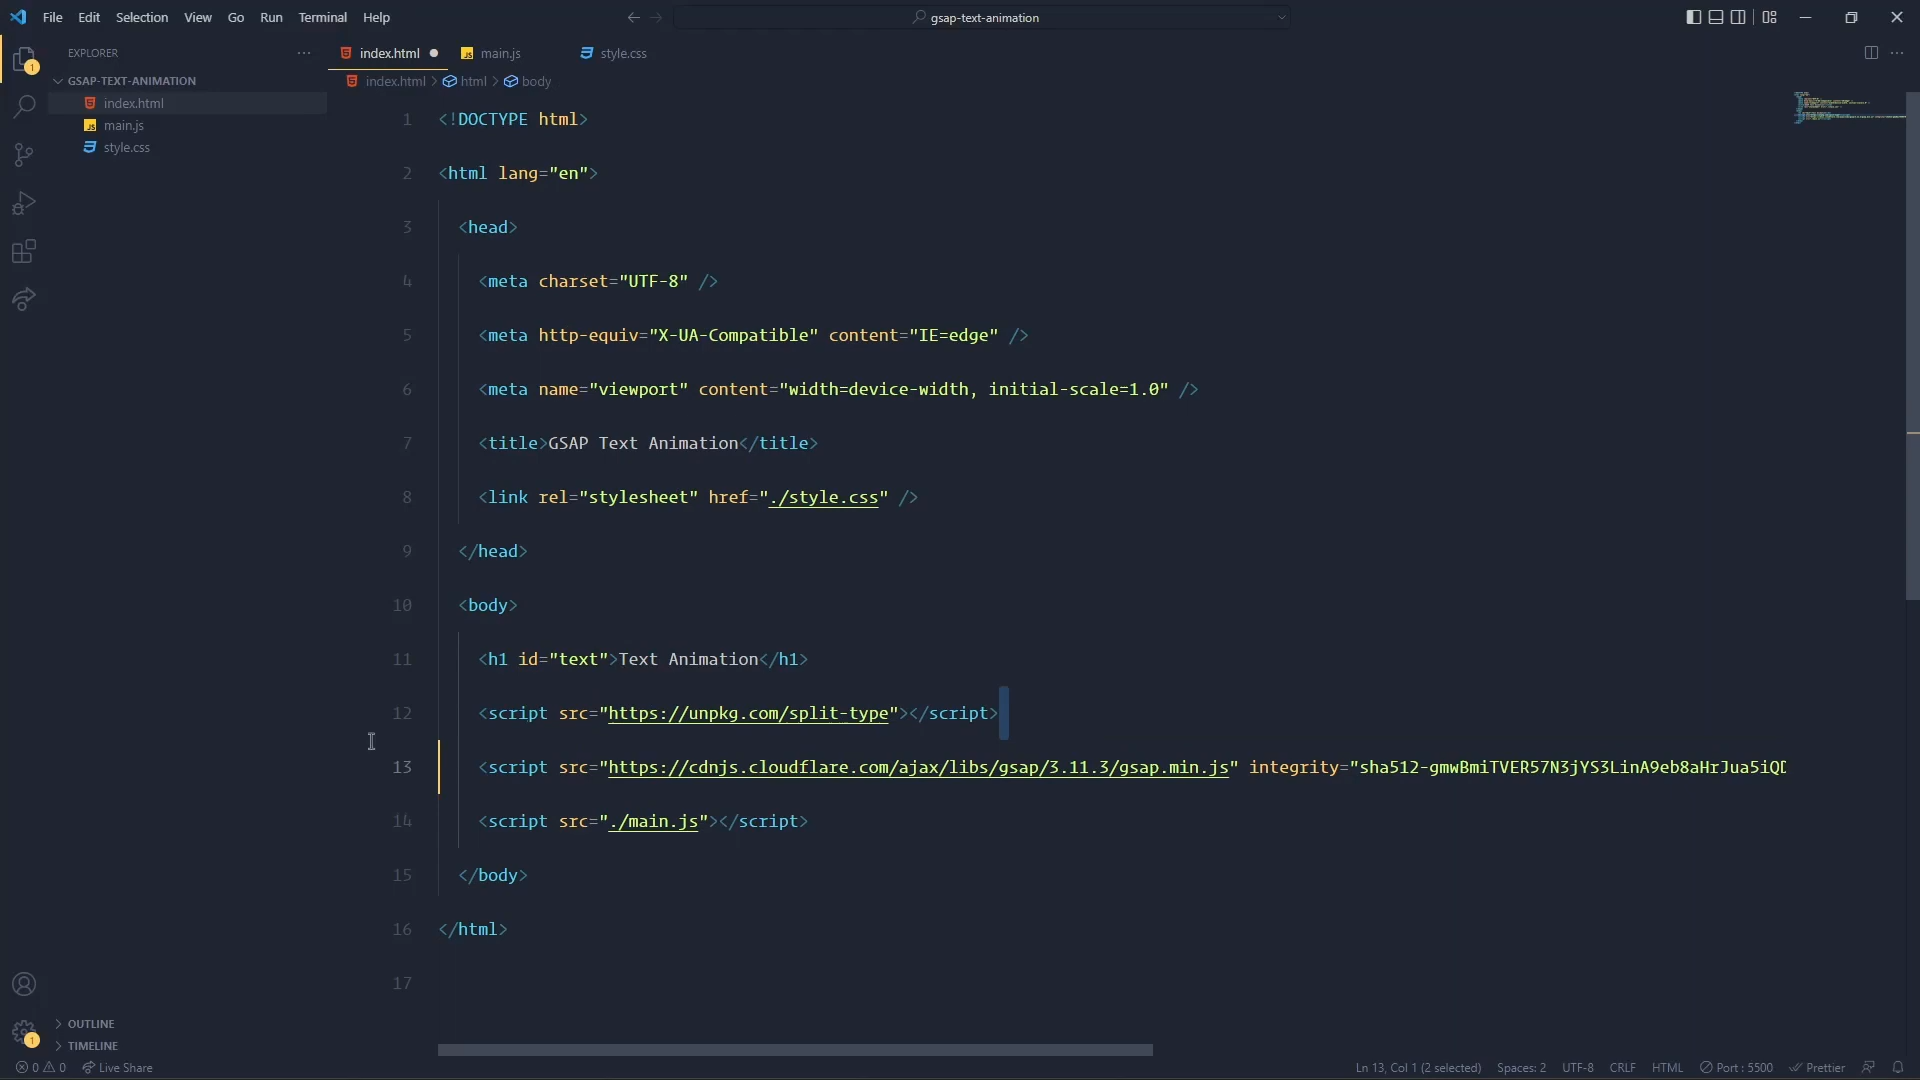 File Edit Selection View Go Run Terminal Help
gsap-text-animation
EXPLORER
GSAP-TEXT-ANIMATION
index.html
main.js
style.css
index.html main.js style.css
index.html > html > body
1 <!DOCTYPE html>
2 <html lang="en">
3 <head>
4 <meta charset="UTF-8" />
5 <meta http-equiv="X-UA-Compatible" content="IE=edge" />
6 <meta name="viewport" content="width=device-width, initial-scale=1.0" />
7 <title>GSAP Text Animation</title>
8 <link rel="stylesheet" href="./style.css" />
9 </head>
10 <body>
11 <h1 id="text">Text Animation</h1>
12 <script src="https://unpkg.com/split-type"></script>
13 <script src="https://cdnjs.cloudflare.com/ajax/libs/gsap/3.11.3/gsap.min.js" integrity="sha512-gmwBmiTVER57N3jYS3LinA9eb8aHrJua5iQD
14 <script src="./main.js"></script>
15 </body>
16 </html>
17
1
1
OUTLINE
TIMELINE
0 0 Live Share
Ln 13, Col 1 (2 selected) Spaces: 2 UTF-8 CRLF HTML Port : 5500 Prettier